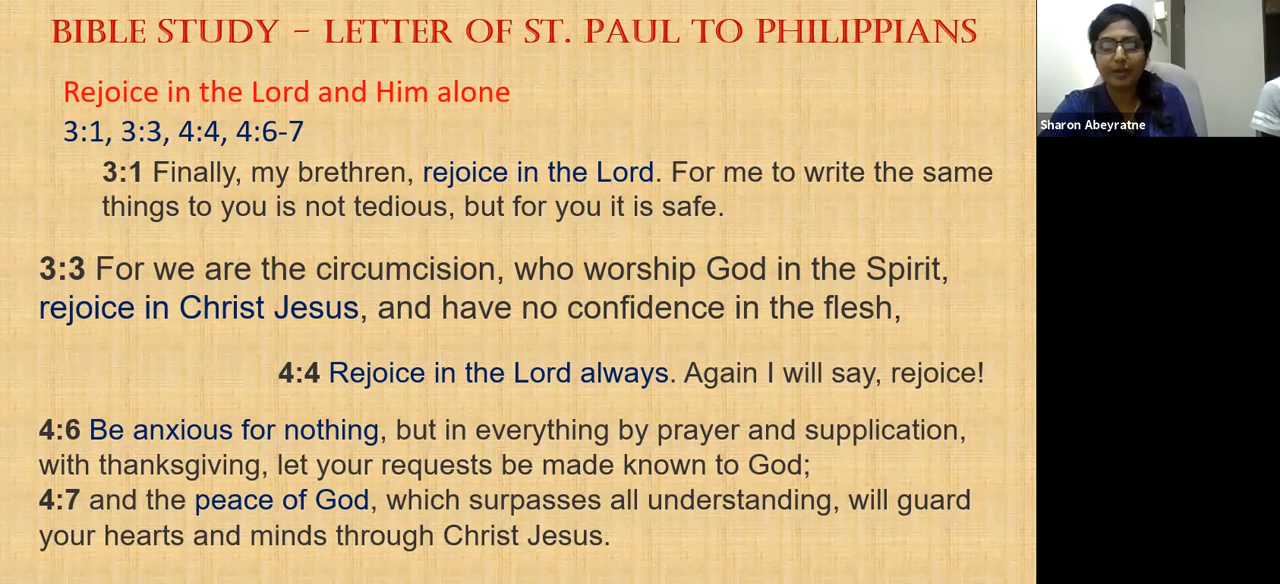 BIBLE STUDY – LETTER OF ST. PAUL TO PHILIPPIANS
Rejoice in the Lord and Him alone
3:1, 3:3, 4:4, 4:6-7
3:1 Finally, my brethren, rejoice in the Lord. For me to write the same
things to you is not tedious, but for you it is safe.
3:3 For we are the circumcision, who worship God in the Spirit,
rejoice in Christ Jesus, and have no confidence in the flesh,
4:4 Rejoice in the Lord always. Again I will say, rejoice!
4:6 Be anxious for nothing, but in everything by prayer and supplication,
with thanksgiving, let your requests be made known to God;
4:7 and the peace of God, which surpasses all understanding, will guard
your hearts and minds through Christ Jesus.
Sharon Abeyratne